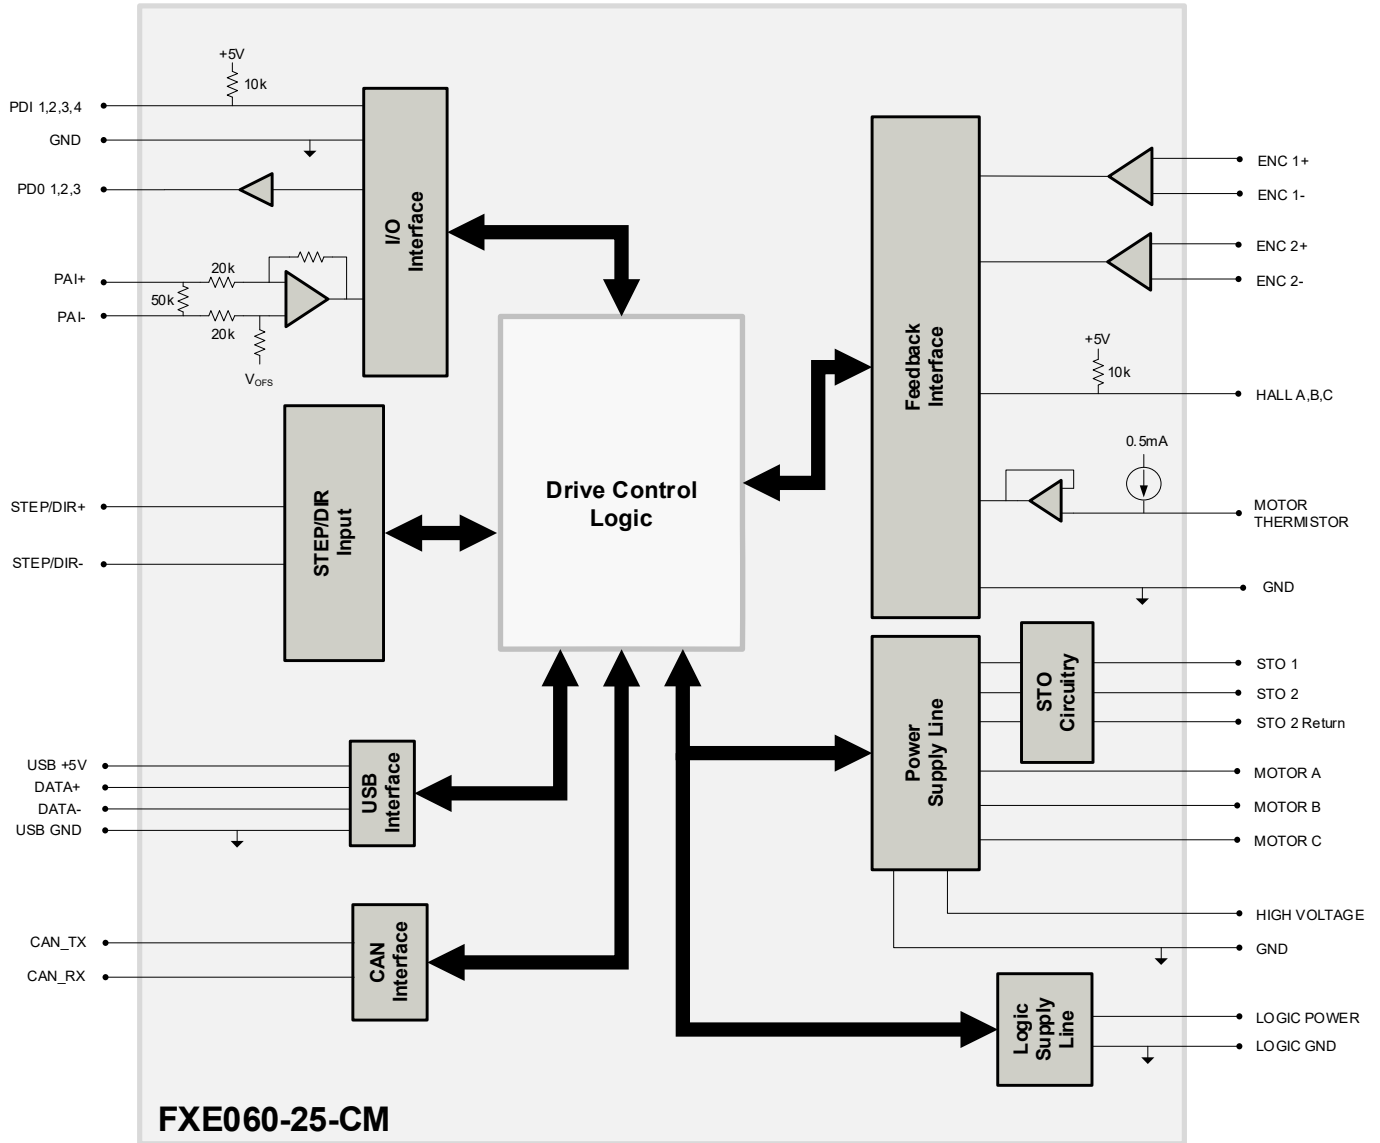 +5V
10k
PDI 1,2,3,4
GND
PD0 1,2,3
I/O
Interface
PAI+
20k
50k
PAI-
20k
VOFS
STEP/DIR+
STEP/DIR-
STEP/DIR
Input
Drive Control
Logic
USB +5V
DATA+
DATA-
USB GND
USB
Interface
CAN_TX
CAN_RX
CAN
Interface
Feedback
Interface
ENC 1+
ENC 1-
ENC 2+
ENC 2-
+5V
10k
HALL A,B,C
0.5mA
MOTOR
THERMISTOR
GND
Power
Supply Line
STO
Circuitry
STO 1
STO 2
STO 2 Return
MOTOR A
MOTOR B
MOTOR C
HIGH VOLTAGE
GND
Logic
Supply
Line
LOGIC POWER
LOGIC GND
FXE060-25-CM